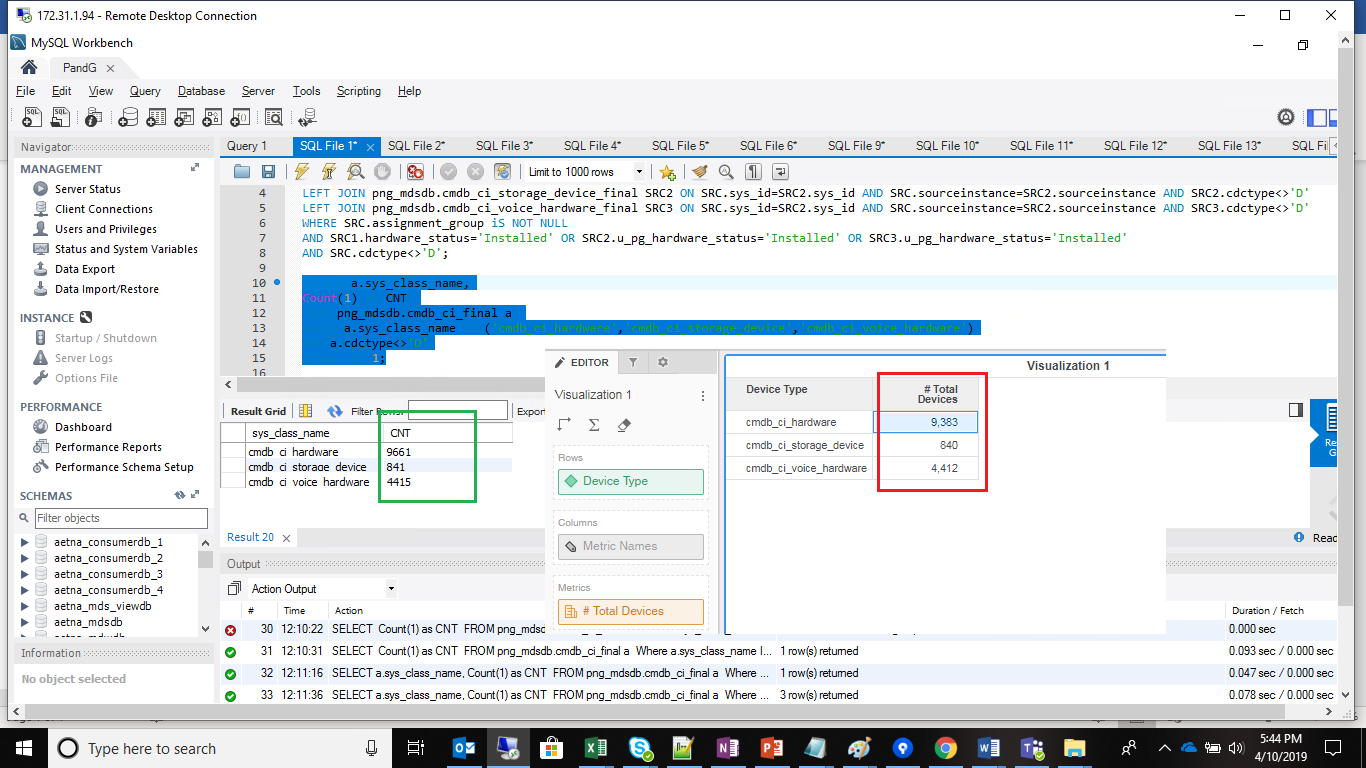 172.31.1.94 - Remote Desktop Connection
MySQL Workbench
PandG
File Edit View Query Database Server Tools Scripting Help
Navigator
MANAGEMENT
Server Status
Client Connections
Users and Privileges
Status and System Variables
Data Export
Data Import/Restore
INSTANCE
Startup / Shutdown
Server Logs
Options File
PERFORMANCE
Dashboard
Performance Reports
Performance Schema Setup
SCHEMAS
Filter objects
aetna_consumerdb_1
aetna_consumerdb_2
aetna_consumerdb_3
aetna_consumerdb_4
aetna_mds_viewdb
aetna_mdsdb
Information
No object selected
Query 1 SQL File 1* SQL File 2* SQL File 3* SQL File 4* SQL File 5* SQL File 6* SQL File 9* SQL File 10* SQL File 11* SQL File 12* SQL File 13* SQL Fi
Limit to 1000 rows
4 LEFT JOIN png_mdsdb.cmdb_ci_storage_device_final SRC2 ON SRC.sys_id=SRC2.sys_id AND SRC.sourceinstance=SRC2.sourceinstance AND SRC2.cdctype<>'D'
5 LEFT JOIN png_mdsdb.cmdb_ci_voice_hardware_final SRC3 ON SRC.sys_id=SRC2.sys_id AND SRC.sourceinstance=SRC2.sourceinstance AND SRC3.cdctype<>'D'
6 WHERE SRC.assignment_group iS NOT NULL
7 AND SRC1.hardware_status='Installed' OR SRC2.u_pg_hardware_status='Installed' OR SRC3.u_pg_hardware_status='Installed'
8 AND SRC.cdctype<>'D';
9
10 a.sys_class_name,
11 Count(1) CNT
12 png_mdsdb.cmdb_ci_final a
13 a.sys_class_name ('cmdb_ci_hardware','cmdb_ci_storage_device','cmdb_ci_voice_hardware')
14 a.cdctype<>'D'
15 1;
16
Result Grid Filter Rows: Export
sys_class_name CNT
cmdb_ci_hardware 9661
cmdb_ci_storage_device 841
cmdb_ci_voice_hardware 4415
Result 20
EDITOR
Visualization 1
Rows
Device Type
Columns
Metric Names
Metrics
# Total Devices
Visualization 1
Device Type # Total
Devices
cmdb_ci_hardware 9,383
cmdb_ci_storage_device 840
cmdb_ci_voice_hardware 4,412
Read
Output
Action Output
# Time Action Duration / Fetch
30 12:10:22 SELECT Count(1) as CNT FROM png_mdsd 0.000 sec
31 12:10:31 SELECT Count(1) as CNT FROM png_mdsdb.cmdb_ci_final a Where a.sys_class_name I... 1 row(s) returned 0.093 sec / 0.000 sec
32 12:11:16 SELECT a.sys_class_name, Count(1) as CNT FROM png_mdsdb.cmdb_ci_final a Where ... 1 row(s) returned 0.047 sec / 0.000 sec
33 12:11:36 SELECT a.sys_class_name, Count(1) as CNT FROM png_mdsdb.cmdb_ci_final a Where ... 3 row(s) returned 0.078 sec / 0.000 sec
Type here to search
5:44 PM
4/10/2019